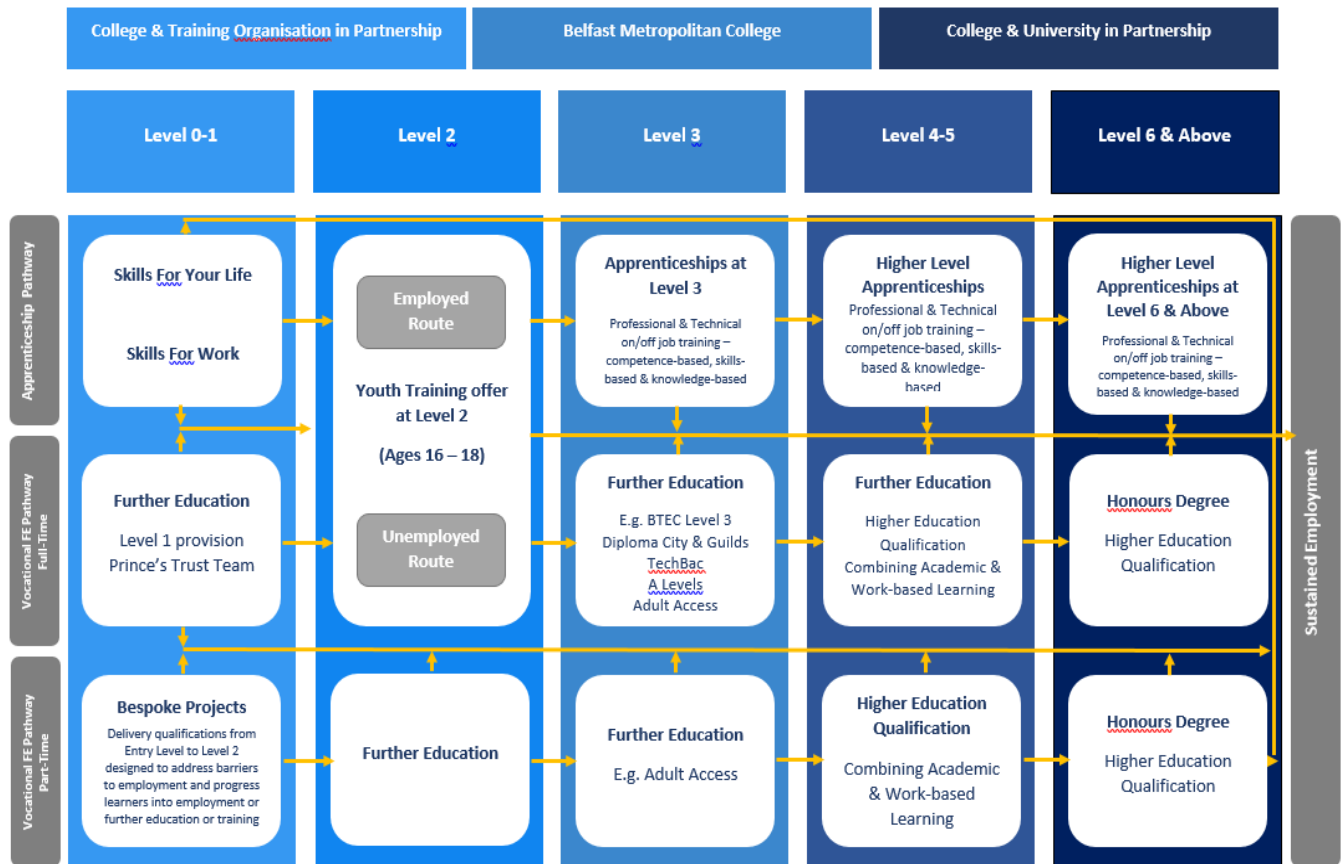 College & Training Organisation in Partnership
Belfast Metropolitan College
College & University in Partnership
Level 0-1
Level 2
Level 3
Level 4-5
Level 6 & Above
Apprenticeship Pathway
Skills For Your Life
Skills For Work
Employed
Route
Youth Training offer
at Level 2
(Ages 16 – 18)
Unemployed
Route
Apprenticeships at
Level 3
Professional & Technical
on/off job training –
competence-based, skills-
based & knowledge-based
Higher Level
Apprenticeships
Professional & Technical
on/off job training –
competence-based, skills-
based & knowledge-
based
Higher Level
Apprenticeships at
Level 6 & Above
Professional & Technical
on/off job training –
competence-based, skills-
based & knowledge-based
Vocational FE Pathway
Full-Time
Further Education
Level 1 provision
Prince's Trust Team
Further Education
E.g. BTEC Level 3
Diploma City & Guilds
TechBac
A Levels
Adult Access
Further Education
Higher Education
Qualification
Combining Academic &
Work-based Learning
Honours Degree
Higher Education
Qualification
Vocational FE Pathway
Part-Time
Bespoke Projects
Delivery qualifications from
Entry Level to Level 2
designed to address barriers
to employment and progress
learners into employment or
further education or training
Further Education
Further Education
E.g. Adult Access
Higher Education
Qualification
Combining Academic
& Work-based
Learning
Honours Degree
Higher Education
Qualification
Sustained Employment